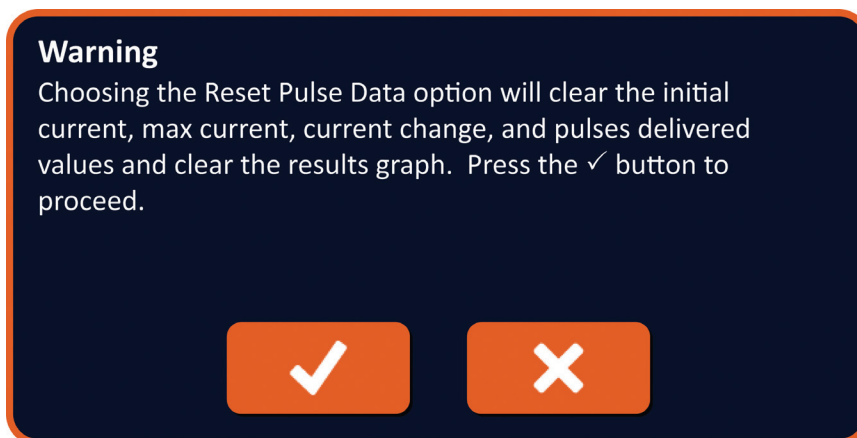 Warning
Choosing the Reset Pulse Data option will clear the initial
current, max current, current change, and pulses delivered
values and clear the results graph.  Press the ✓ button to
proceed.